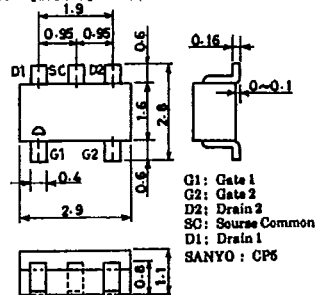 1.9
0.95 0.95
D1 SC D2
0.6
1.6
2.8
G1 G2
0.6
0.4
2.9
0.16
0~0.1
G1: Gate 1
G2: Gate 2
D2: Drain 2
SC: Sourse Common
D1: Drain 1
SANYO : CP5
0.8
1.1